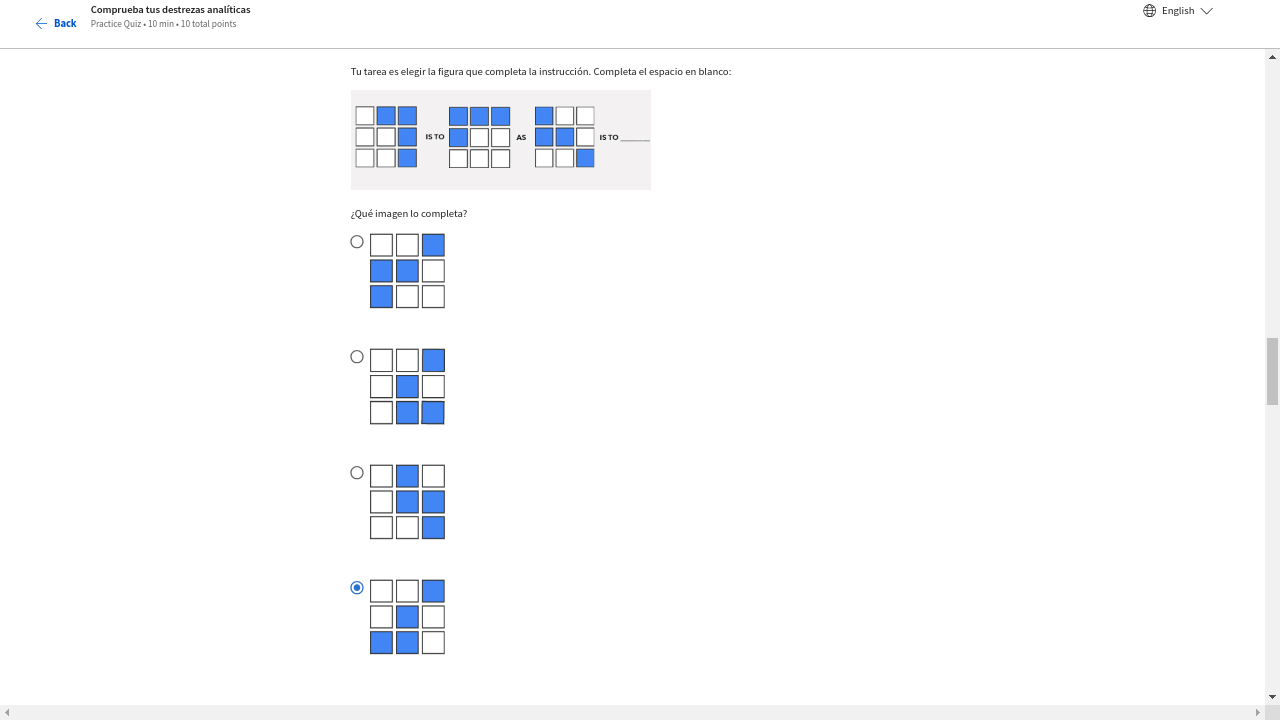 Comprueba tus destrezas analíticas
Back
Practice Quiz • 10 min • 10 total points
English
Tu tarea es elegir la figura que completa la instrucción. Completa el espacio en blanco:
IS TO AS IS TO ______
¿Qué imagen lo completa?